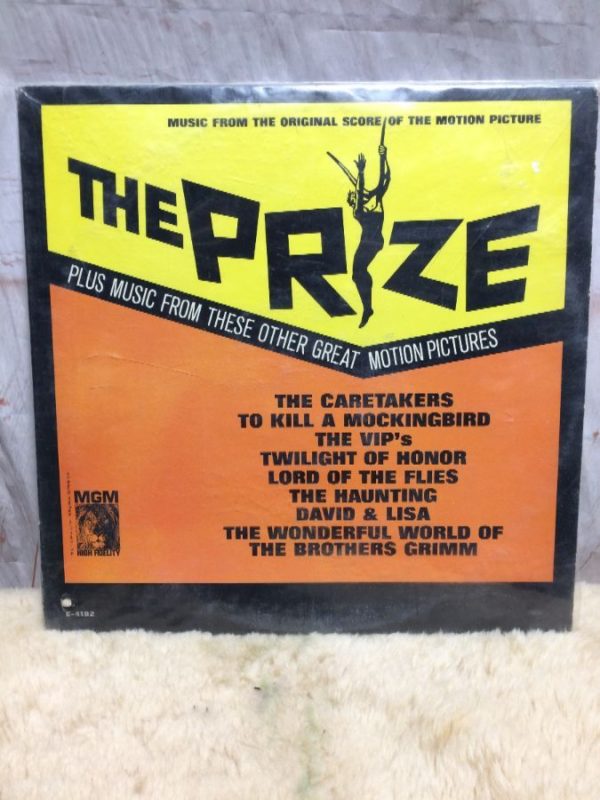 MUSIC FROM THE ORIGINAL SCORE OF THE MOTION PICTURE
THE PRIZE
PLUS MUSIC FROM THESE OTHER GREAT MOTION PICTURES
THE CARETAKERS
TO KILL A MOCKINGBIRD
THE VIP's
TWILIGHT OF HONOR
LORD OF THE FLIES
THE HAUNTING
DAVID & LISA
THE WONDERFUL WORLD OF
THE BROTHERS GRIMM
MGM
HIGH FIDELITY
E-4192